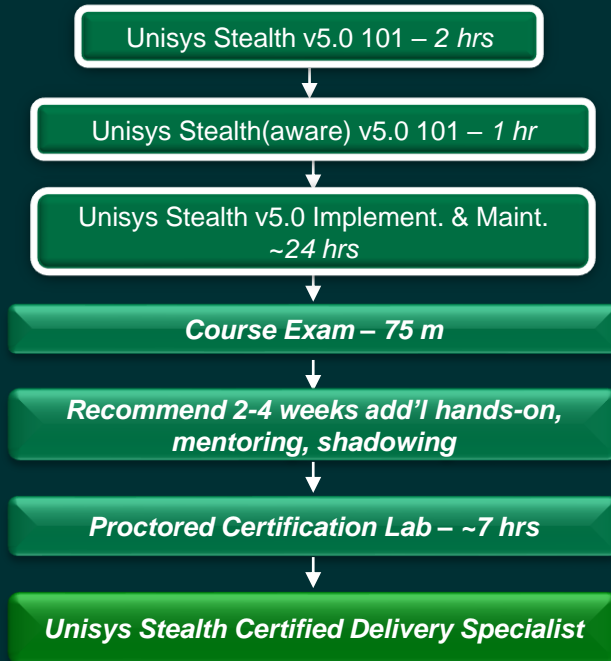 Unisys Stealth v5.0 101 – 2 hrs
Unisys Stealth(aware) v5.0 101 – 1 hr
Unisys Stealth v5.0 Implement. & Maint.
~24 hrs
Course Exam – 75 m
Recommend 2-4 weeks add'l hands-on,
mentoring, shadowing
Proctored Certification Lab – ~7 hrs
Unisys Stealth Certified Delivery Specialist